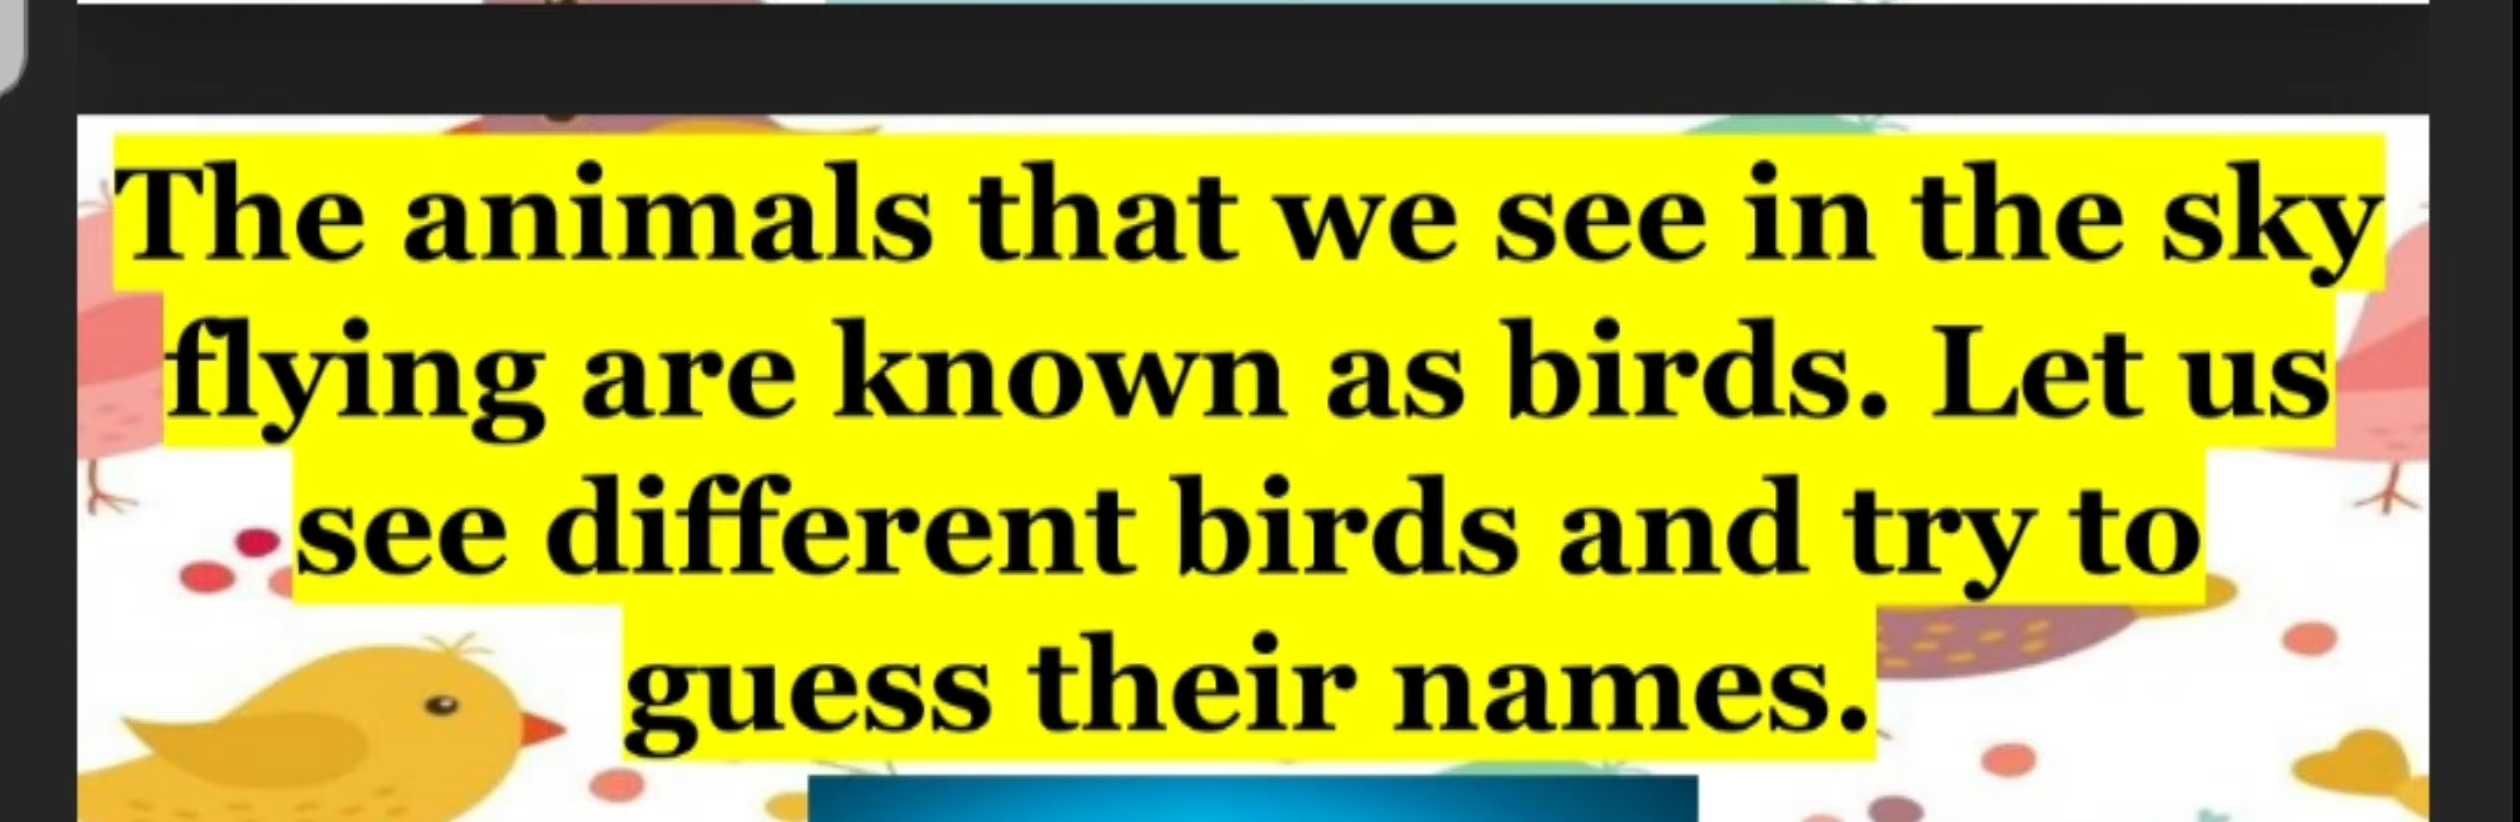 The animals that we see in the sky
flying are known as birds. Let us
see different birds and try to
guess their names.